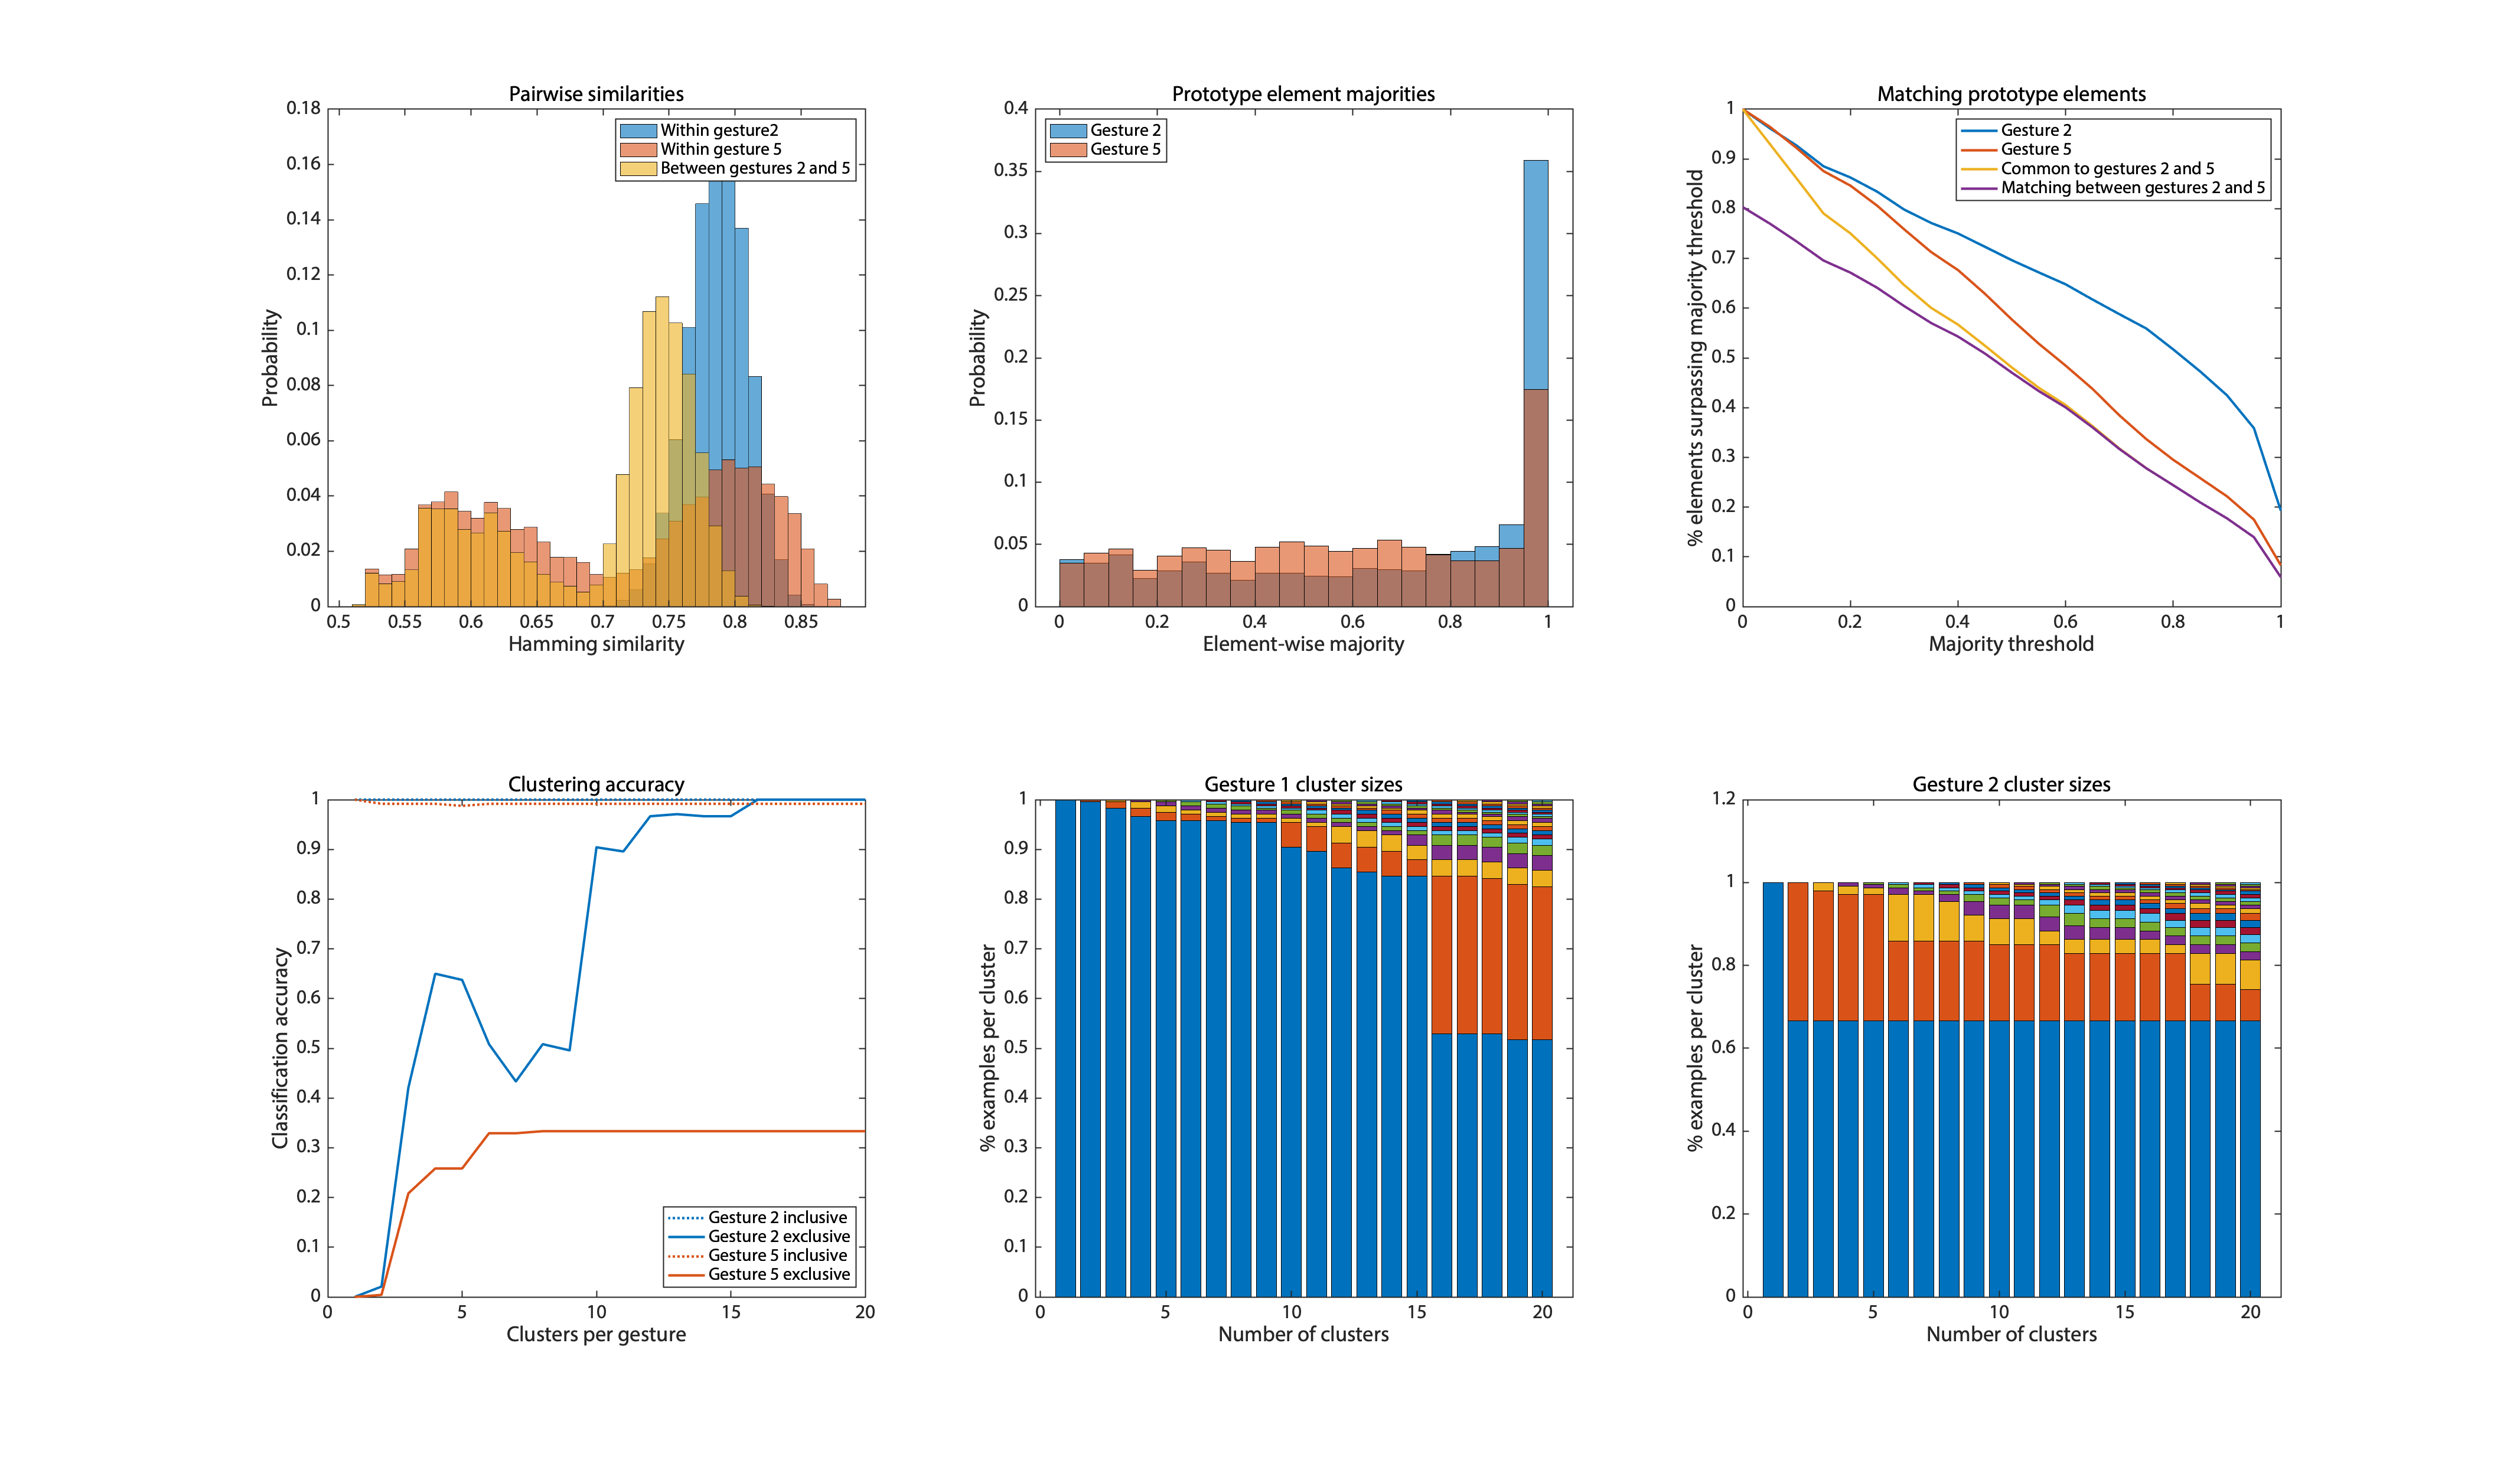 Pairwise similarities
0.18
0.16
0.14
0.12
0.1
0.08
0.06
0.04
0.02
0
Probability
Within gesture2
Within gesture 5
Between gestures 2 and 5
0.5 0.55 0.6 0.65 0.7 0.75 0.8 0.85
Hamming similarity
Prototype element majorities
0.4
0.35
0.3
0.25
0.2
0.15
0.1
0.05
0
Probability
Gesture 2
Gesture 5
0 0.2 0.4 0.6 0.8 1
Element-wise majority
Matching prototype elements
1
0.9
0.8
0.7
0.6
0.5
0.4
0.3
0.2
0.1
0
% elements surpassing majority threshold
Gesture 2
Gesture 5
Common to gestures 2 and 5
Matching between gestures 2 and 5
0 0.2 0.4 0.6 0.8 1
Majority threshold
Clustering accuracy
1
0.9
0.8
0.7
0.6
0.5
0.4
0.3
0.2
0.1
0
Classification accuracy
Gesture 2 inclusive
Gesture 2 exclusive
Gesture 5 inclusive
Gesture 5 exclusive
0 5 10 15 20
Clusters per gesture
Gesture 1 cluster sizes
1
0.9
0.8
0.7
0.6
0.5
0.4
0.3
0.2
0.1
0
% examples per cluster
0 5 10 15 20
Number of clusters
Gesture 2 cluster sizes
1.2
1
0.8
0.6
0.4
0.2
0
% examples per cluster
0 5 10 15 20
Number of clusters